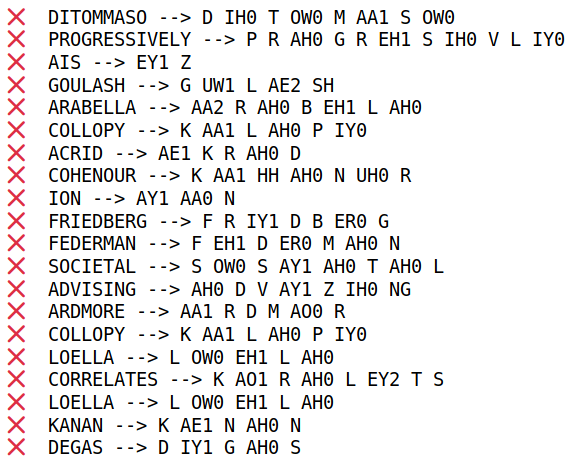 ❌ DITOMMASO --> D IH0 T OW0 M AA1 S OW0
❌ PROGRESSIVELY --> P R AH0 G R EH1 S IH0 V L IY0
❌ AIS --> EY1 Z
❌ GOULASH --> G UW1 L AE2 SH
❌ ARABELLA --> AA2 R AH0 B EH1 L AH0
❌ COLLOPY --> K AA1 L AH0 P IY0
❌ ACRID --> AE1 K R AH0 D
❌ COHENOUR --> K AA1 HH AH0 N UH0 R
❌ ION --> AY1 AA0 N
❌ FRIEDBERG --> F R IY1 D B ER0 G
❌ FEDERMAN --> F EH1 D ER0 M AH0 N
❌ SOCIETAL --> S OW0 S AY1 AH0 T AH0 L
❌ ADVISING --> AH0 D V AY1 Z IH0 NG
❌ ARDMORE --> AA1 R D M AO0 R
❌ COLLOPY --> K AA1 L AH0 P IY0
❌ LOELLA --> L OW0 EH1 L AH0
❌ CORRELATES --> K AO1 R AH0 L EY2 T S
❌ LOELLA --> L OW0 EH1 L AH0
❌ KANAN --> K AE1 N AH0 N
❌ DEGAS --> D IY1 G AH0 S